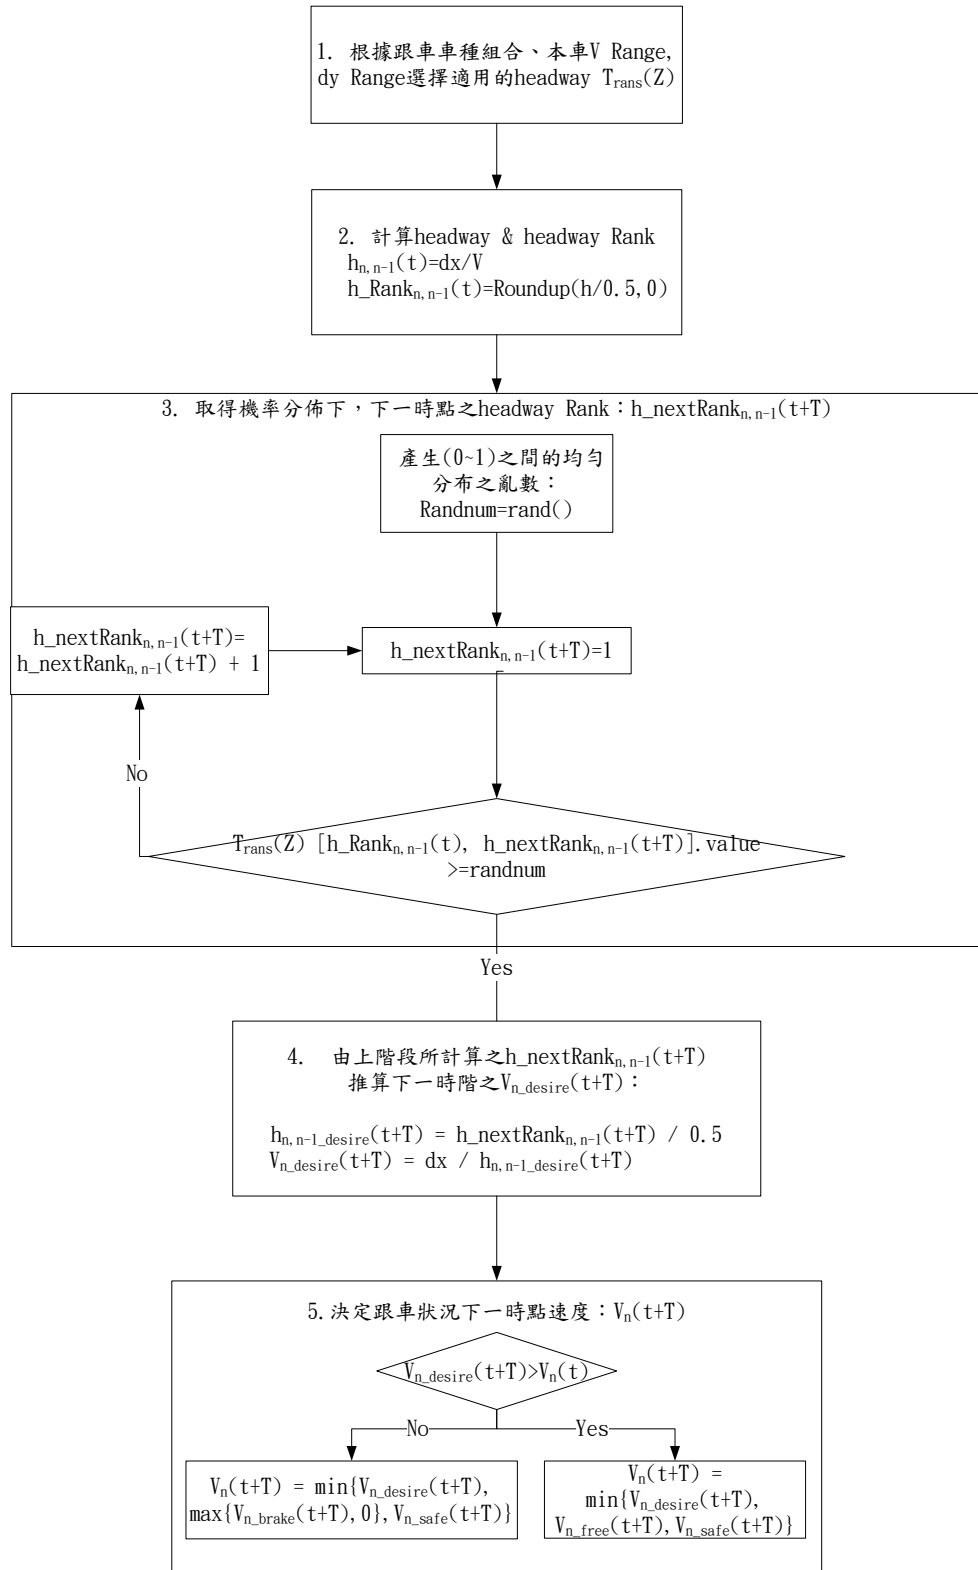 1. 根據跟車車種組合、本車V Range,
dy Range選擇適用的headway Trans(Z)
2. 計算headway & headway Rank
hn,n-1(t)=dx/V
h_Rankn,n-1(t)=Roundup(h/0.5,0)
3. 取得機率分佈下，下一時點之headway Rank：h_nextRankn,n-1(t+T)
產生(0~1)之間的均勻
分布之亂數：
Randnum=rand()
h_nextRankn,n-1(t+T)=
h_nextRankn,n-1(t+T) + 1
h_nextRankn,n-1(t+T)=1
No
Trans(Z) [h_Rankn,n-1(t), h_nextRankn,n-1(t+T)].value
>=randnum
Yes
4. 由上階段所計算之h_nextRankn,n-1(t+T)
推算下一時階之Vn_desire(t+T)：
hn,n-1_desire(t+T) = h_nextRankn,n-1(t+T) / 0.5
Vn_desire(t+T) = dx / hn,n-1_desire(t+T)
5.決定跟車狀況下一時點速度：Vn(t+T)
Vn_desire(t+T)>Vn(t)
No
Yes
Vn(t+T) = min{Vn_desire(t+T),
max{Vn_brake(t+T),0},Vn_safe(t+T)}
Vn(t+T) =
min{Vn_desire(t+T),
Vn_free(t+T),Vn_safe(t+T)}